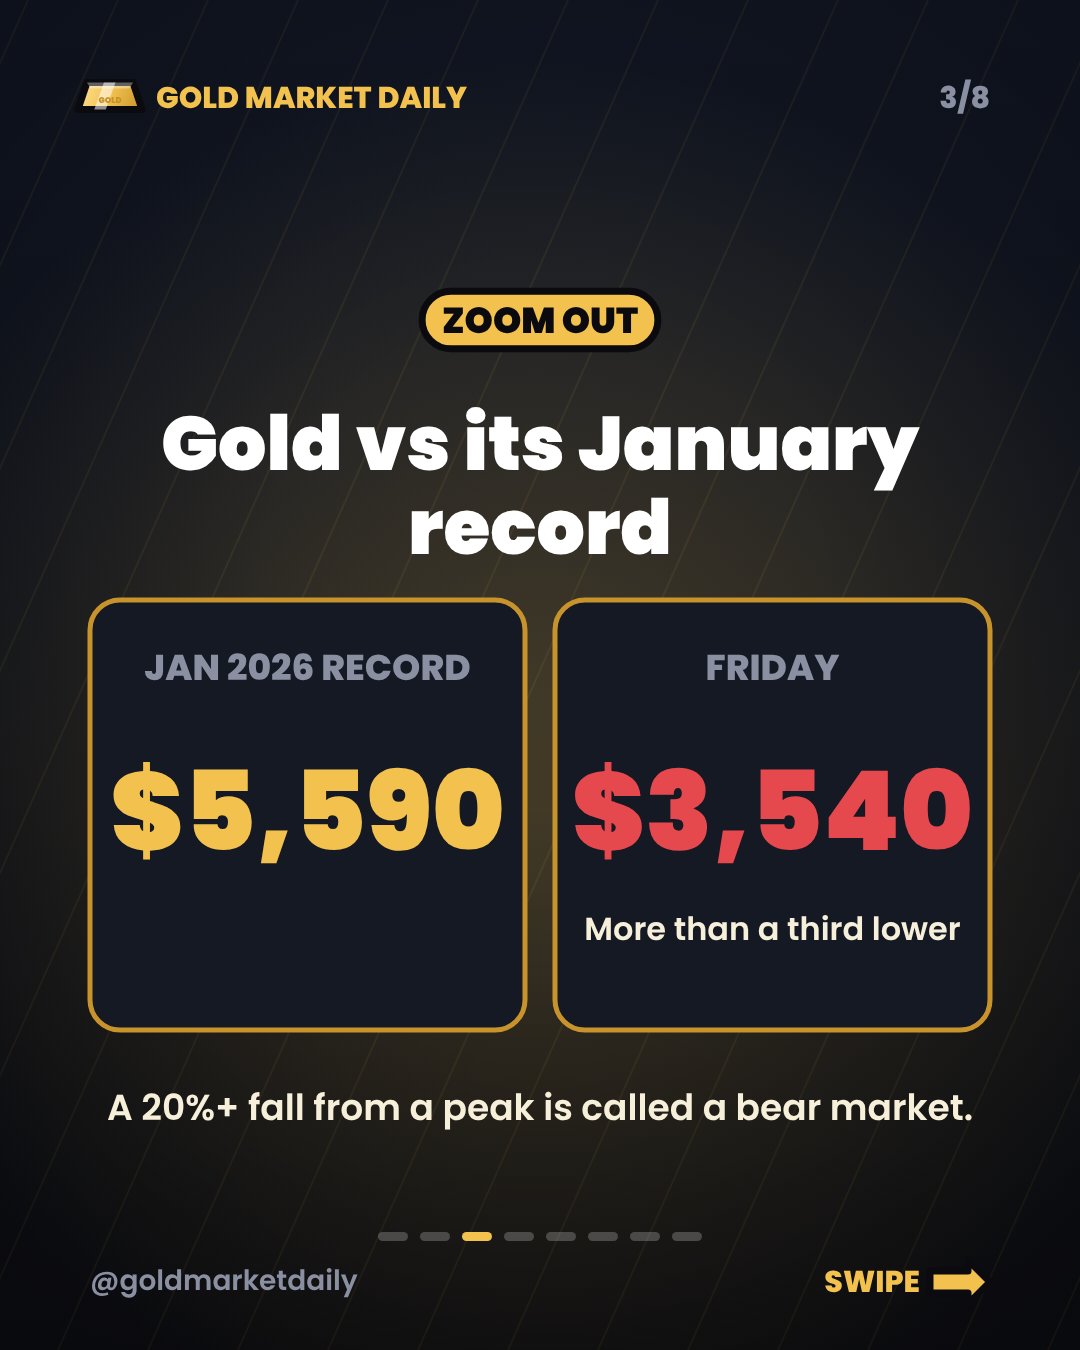 GOLD
GOLD MARKET DAILY
3/8
ZOOM OUT
Gold vs its January
record
JAN 2026 RECORD
$5,590
FRIDAY
$3,540
More than a third lower
A 20%+ fall from a peak is called a bear market.
@goldmarketdaily
SWIPE